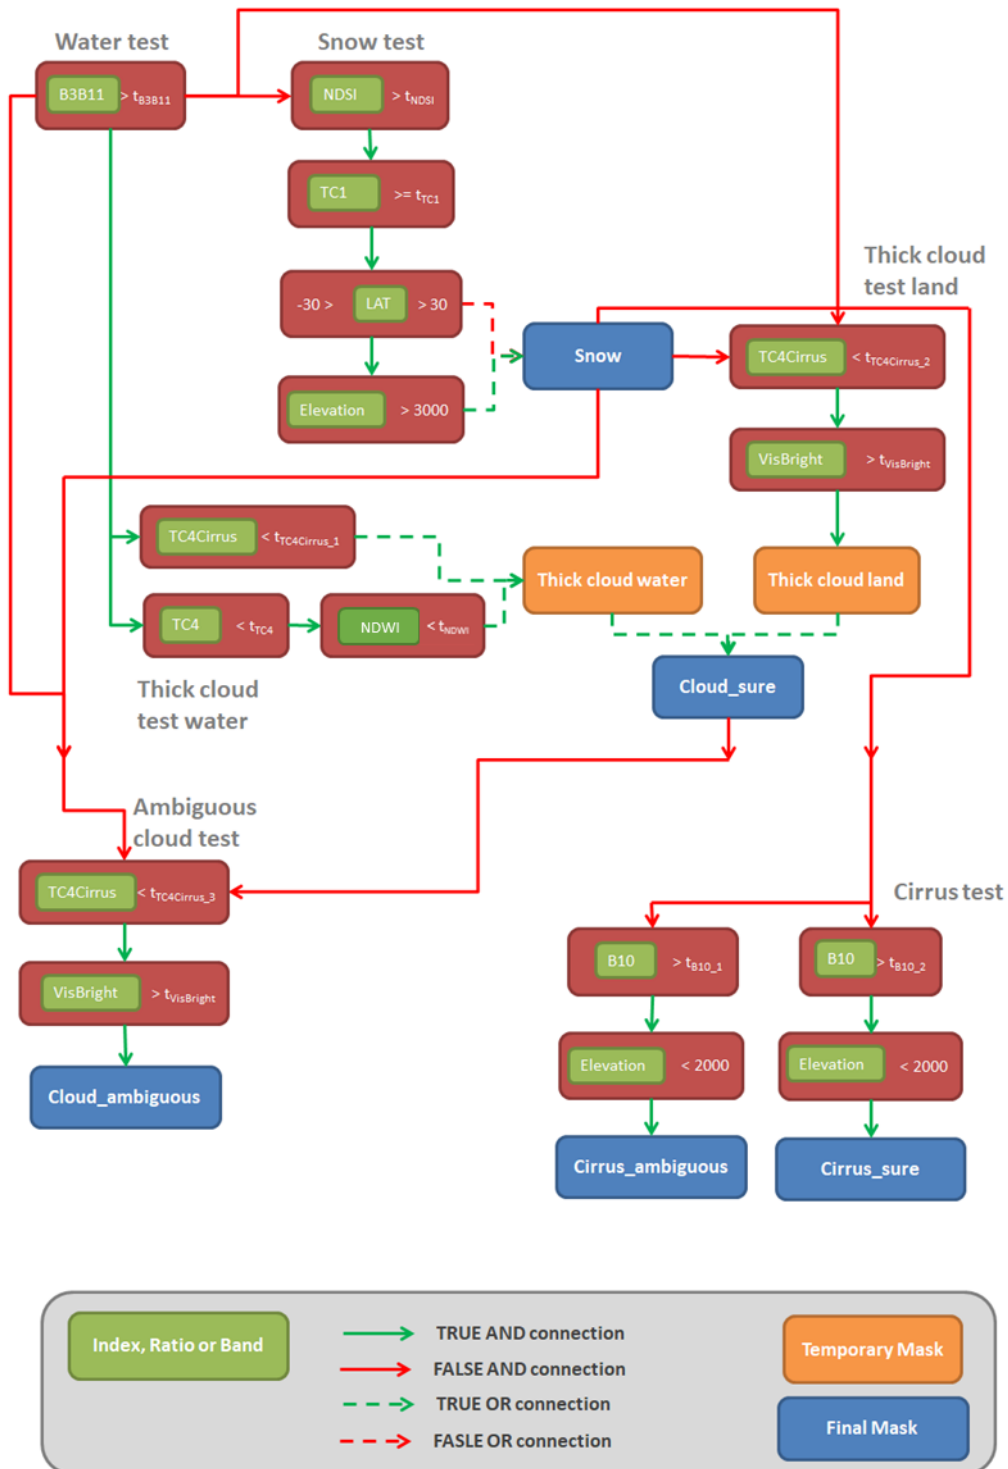 Water test
Snow test
B3B11 > tB3B11
NDSI > tNDSI
TC1 >= tTC1
Thick cloud
test land
-30 > LAT > 30
Snow
TC4Cirrus < tTC4Cirrus_2
Elevation > 3000
VisBright > tVisBright
TC4Cirrus < tTC4Cirrus_1
Thick cloud water
Thick cloud land
TC4 < tTC4
NDWI < tNDWI
Thick cloud
test water
Cloud_sure
Ambiguous
cloud test
TC4Cirrus < tTC4Cirrus_3
Cirrus test
B10 > tB10_1
B10 > tB10_2
VisBright > tVisBright
Elevation < 2000
Elevation < 2000
Cloud_ambiguous
Cirrus_ambiguous
Cirrus_sure
Index, Ratio or Band
TRUE AND connection
FALSE AND connection
TRUE OR connection
FASLE OR connection
Temporary Mask
Final Mask